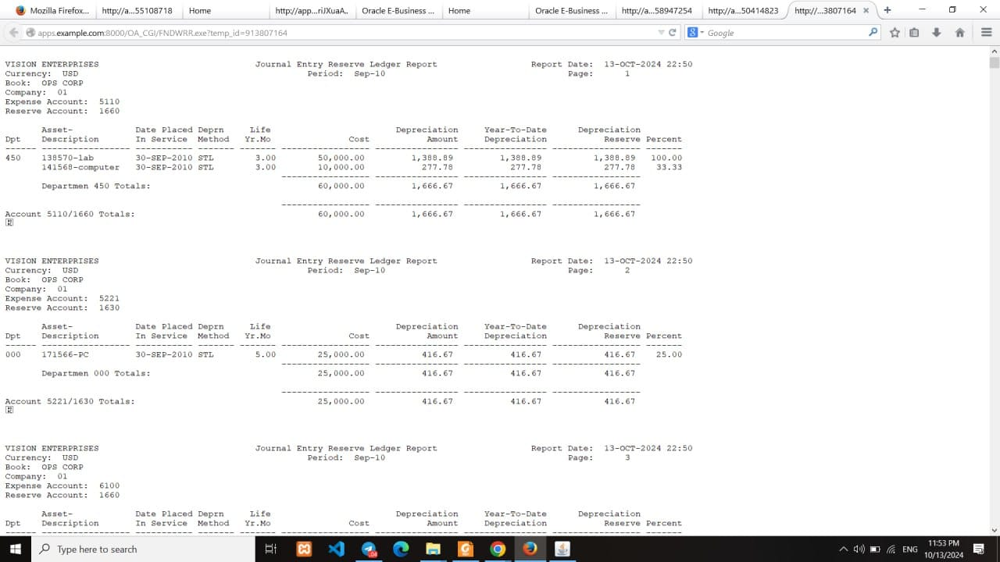 Mozilla Firefox... http://a...55108718 Home http://app...riJXuaA.. Oracle E-Business ... Home Oracle E-Business ... http://a...58947254 http://a...50414823 http://...3807164
apps.example.com:8000/OA_CGI/FNDWRR.exe?temp_id=913807164 Google
VISION ENTERPRISES Journal Entry Reserve Ledger Report Report Date: 13-OCT-2024 22:50
Currency: USD Period: Sep-10 Page: 1
Book: OPS CORP
Company: 01
Expense Account: 5110
Reserve Account: 1660
Asset- Date Placed Deprn Life Depreciation Year-To-Date Depreciation
Dpt Description In Service Method Yr.Mo Cost Amount Depreciation Reserve Percent
------ ----------------- ----------- ------- ------- ----------------- ---------------- ---------------- ----------------- -------
450 138570-lab 30-SEP-2010 STL 3.00 50,000.00 1,388.89 1,388.89 1,388.89 100.00
141568-computer 30-SEP-2010 STL 3.00 10,000.00 277.78 277.78 277.78 33.33
----------------- ---------------- ---------------- -----------------
Departmen 450 Totals: 60,000.00 1,666.67 1,666.67 1,666.67
----------------- ---------------- ---------------- -----------------
Account 5110/1660 Totals: 60,000.00 1,666.67 1,666.67 1,666.67
VISION ENTERPRISES Journal Entry Reserve Ledger Report Report Date: 13-OCT-2024 22:50
Currency: USD Period: Sep-10 Page: 2
Book: OPS CORP
Company: 01
Expense Account: 5221
Reserve Account: 1630
Asset- Date Placed Deprn Life Depreciation Year-To-Date Depreciation
Dpt Description In Service Method Yr.Mo Cost Amount Depreciation Reserve Percent
------ ----------------- ----------- ------- ------- ----------------- ---------------- ---------------- ----------------- -------
000 171566-PC 30-SEP-2010 STL 5.00 25,000.00 416.67 416.67 416.67 25.00
----------------- ---------------- ---------------- -----------------
Departmen 000 Totals: 25,000.00 416.67 416.67 416.67
----------------- ---------------- ---------------- -----------------
Account 5221/1630 Totals: 25,000.00 416.67 416.67 416.67
VISION ENTERPRISES Journal Entry Reserve Ledger Report Report Date: 13-OCT-2024 22:50
Currency: USD Period: Sep-10 Page: 3
Book: OPS CORP
Company: 01
Expense Account: 6100
Reserve Account: 1660
Asset- Date Placed Deprn Life Depreciation Year-To-Date Depreciation
Dpt Description In Service Method Yr.Mo Cost Amount Depreciation Reserve Percent
------ ----------------- ----------- ------- ------- ----------------- ---------------- ---------------- ----------------- -------
Type here to search ENG 11:53 PM
10/13/2024